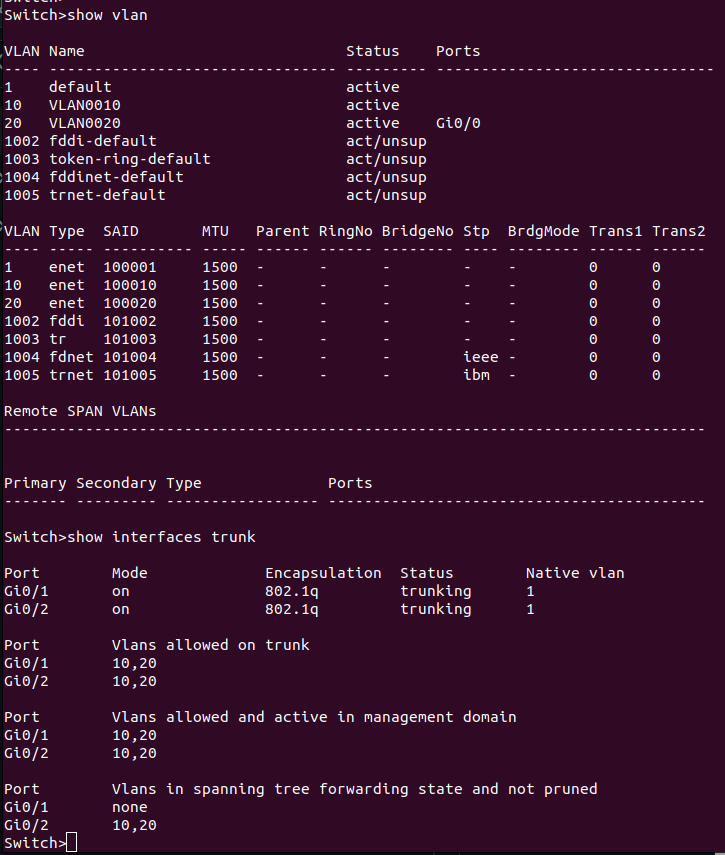 Switch>show vlan
VLAN Name                             Status    Ports
---- -------------------------------- --------- -------------------------------
1    default                          active
10   VLAN0010                         active
20   VLAN0020                         active    Gi0/0
1002 fddi-default                     act/unsup
1003 token-ring-default               act/unsup
1004 fddinet-default                  act/unsup
1005 trnet-default                    act/unsup
VLAN Type  SAID       MTU   Parent RingNo BridgeNo Stp  BrdgMode Trans1 Trans2
---- ----- ---------- ----- ------ ------ -------- ---- -------- ------ ------
1    enet  100001     1500  -      -      -        -    -        0      0
10   enet  100010     1500  -      -      -        -    -        0      0
20   enet  100020     1500  -      -      -        -    -        0      0
1002 fddi  101002     1500  -      -      -        -    -        0      0
1003 tr    101003     1500  -      -      -        -    -        0      0
1004 fdnet 101004     1500  -      -      -        ieee -        0      0
1005 trnet 101005     1500  -      -      -        ibm  -        0      0
Remote SPAN VLANs
------------------------------------------------------------------------------
Primary Secondary Type              Ports
------- --------- ----------------- ------------------------------------------
Switch>show interfaces trunk
Port        Mode             Encapsulation  Status        Native vlan
Gi0/1       on               802.1q         trunking      1
Gi0/2       on               802.1q         trunking      1
Port        Vlans allowed on trunk
Gi0/1       10,20
Gi0/2       10,20
Port        Vlans allowed and active in management domain
Gi0/1       10,20
Gi0/2       10,20
Port        Vlans in spanning tree forwarding state and not pruned
Gi0/1       none
Gi0/2       10,20
Switch>